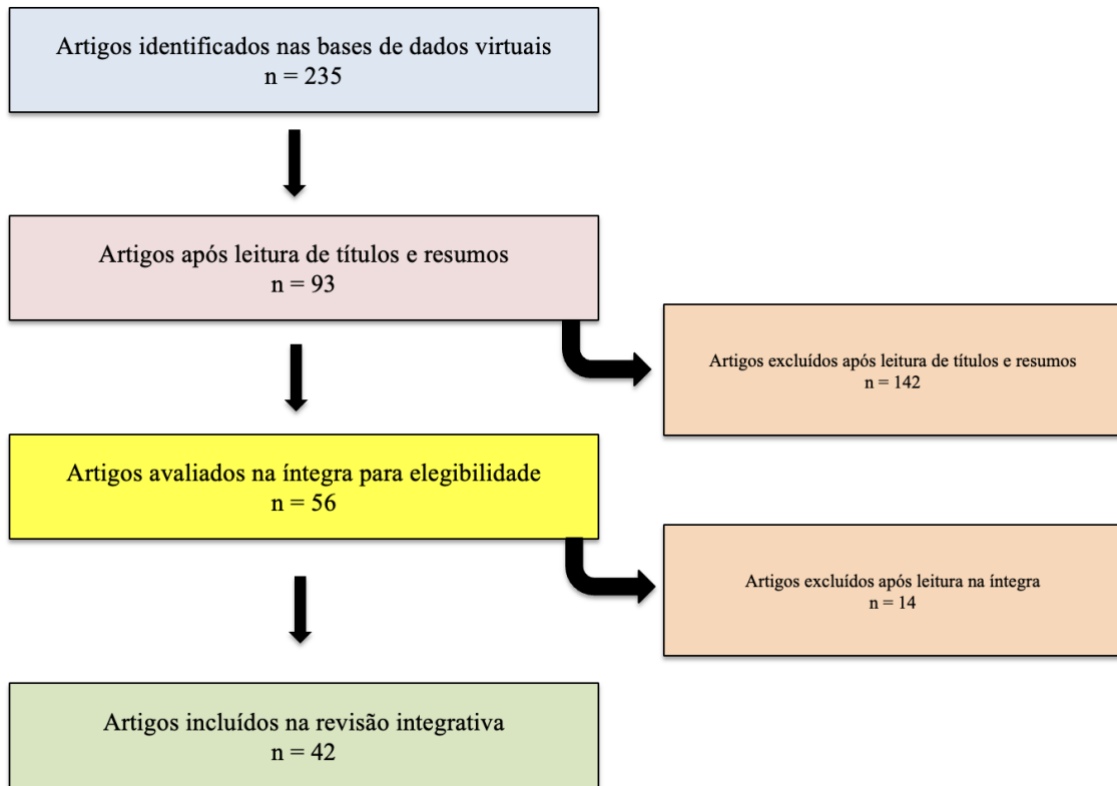 Artigos identificados nas bases de dados virtuais
n = 235
Artigos após leitura de títulos e resumos
n = 93
Artigos excluídos após leitura de títulos e resumos
n = 142
Artigos avaliados na íntegra para elegibilidade
n = 56
Artigos excluídos após leitura na íntegra
n = 14
Artigos incluídos na revisão integrativa
n = 42